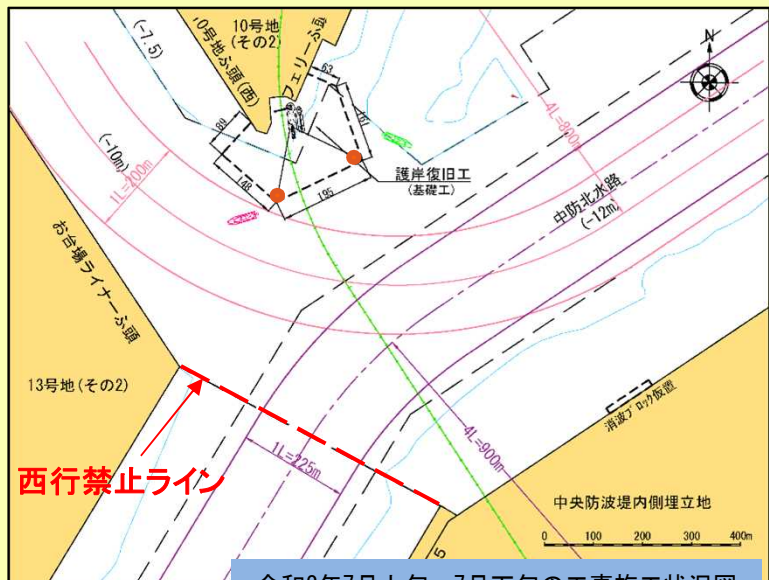 10号地
(その2)
10号地ふ頭(西)
フェリーふ頭
(-7.5)
63
89
161
148
195
護岸復旧工
(基礎工)
N
4L=800m
(-10m)
1L=200m
中防北水路
(-12m)
お台場ライナーふ頭
13号地(その2)
西行禁止ライン
1L=225m
4L=900m
消波ブロック仮置
中央防波堤内側埋立地
0 100 200 300 400m